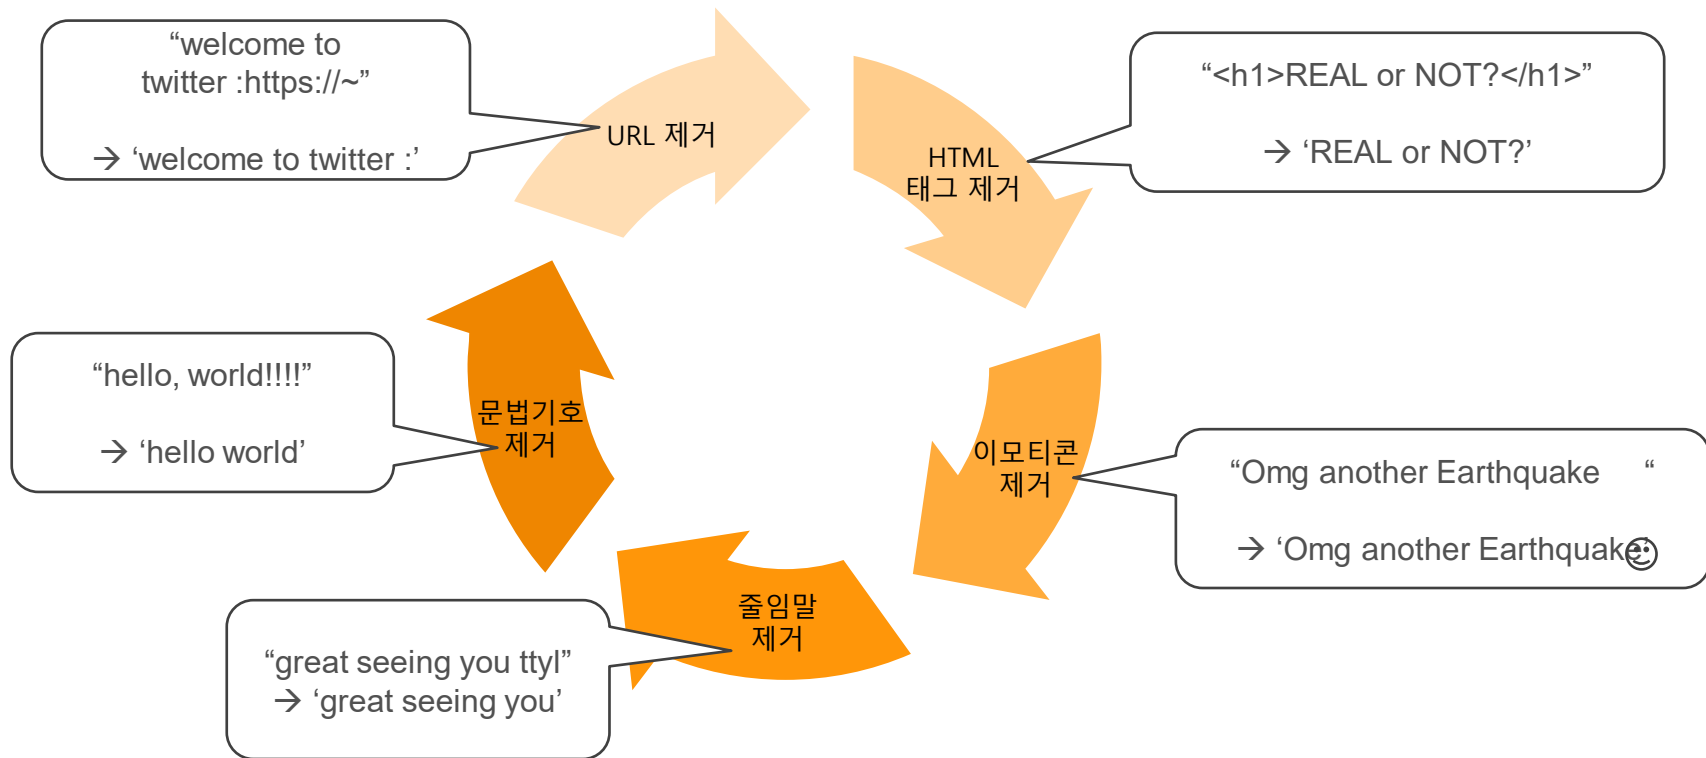 “welcome to
twitter :https://~”
→ ‘welcome to twitter :’
URL 제거
“<h1>REAL or NOT?</h1>”
→ ‘REAL or NOT?’
HTML
태그 제거
“hello, world!!!!”
→ ‘hello world’
문법기호
제거
이모티콘
제거
“Omg another Earthquake “
→ ‘Omg another Earthquake’
줄임말
제거
“great seeing you ttyl”
→ ‘great seeing you’